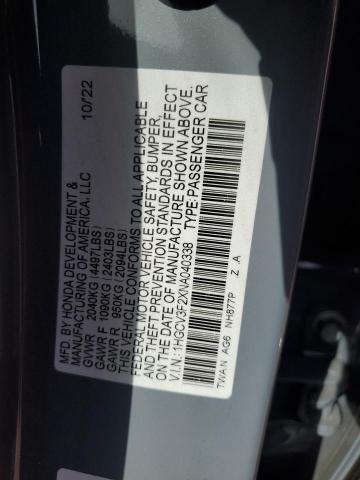 MFD. BY HONDA DEVELOPMENT & 10/22
MANUFACTURING OF AMERICA, LLC
GVWR 2040KG (4497LBS)
GAWR F 1090KG (2403LBS)
GAWR R 950KG (2094LBS)
THIS VEHICLE CONFORMS TO ALL APPLICABLE
FEDERAL MOTOR VEHICLE SAFETY, BUMPER,
AND THEFT PREVENTION STANDARDS IN EFFECT
ON THE DATE OF MANUFACTURE SHOWN ABOVE.
V.I.N.: 1HGCV3F2XNA040338 TYPE: PASSENGER CAR
TWA N AG6 NH877P Z .A